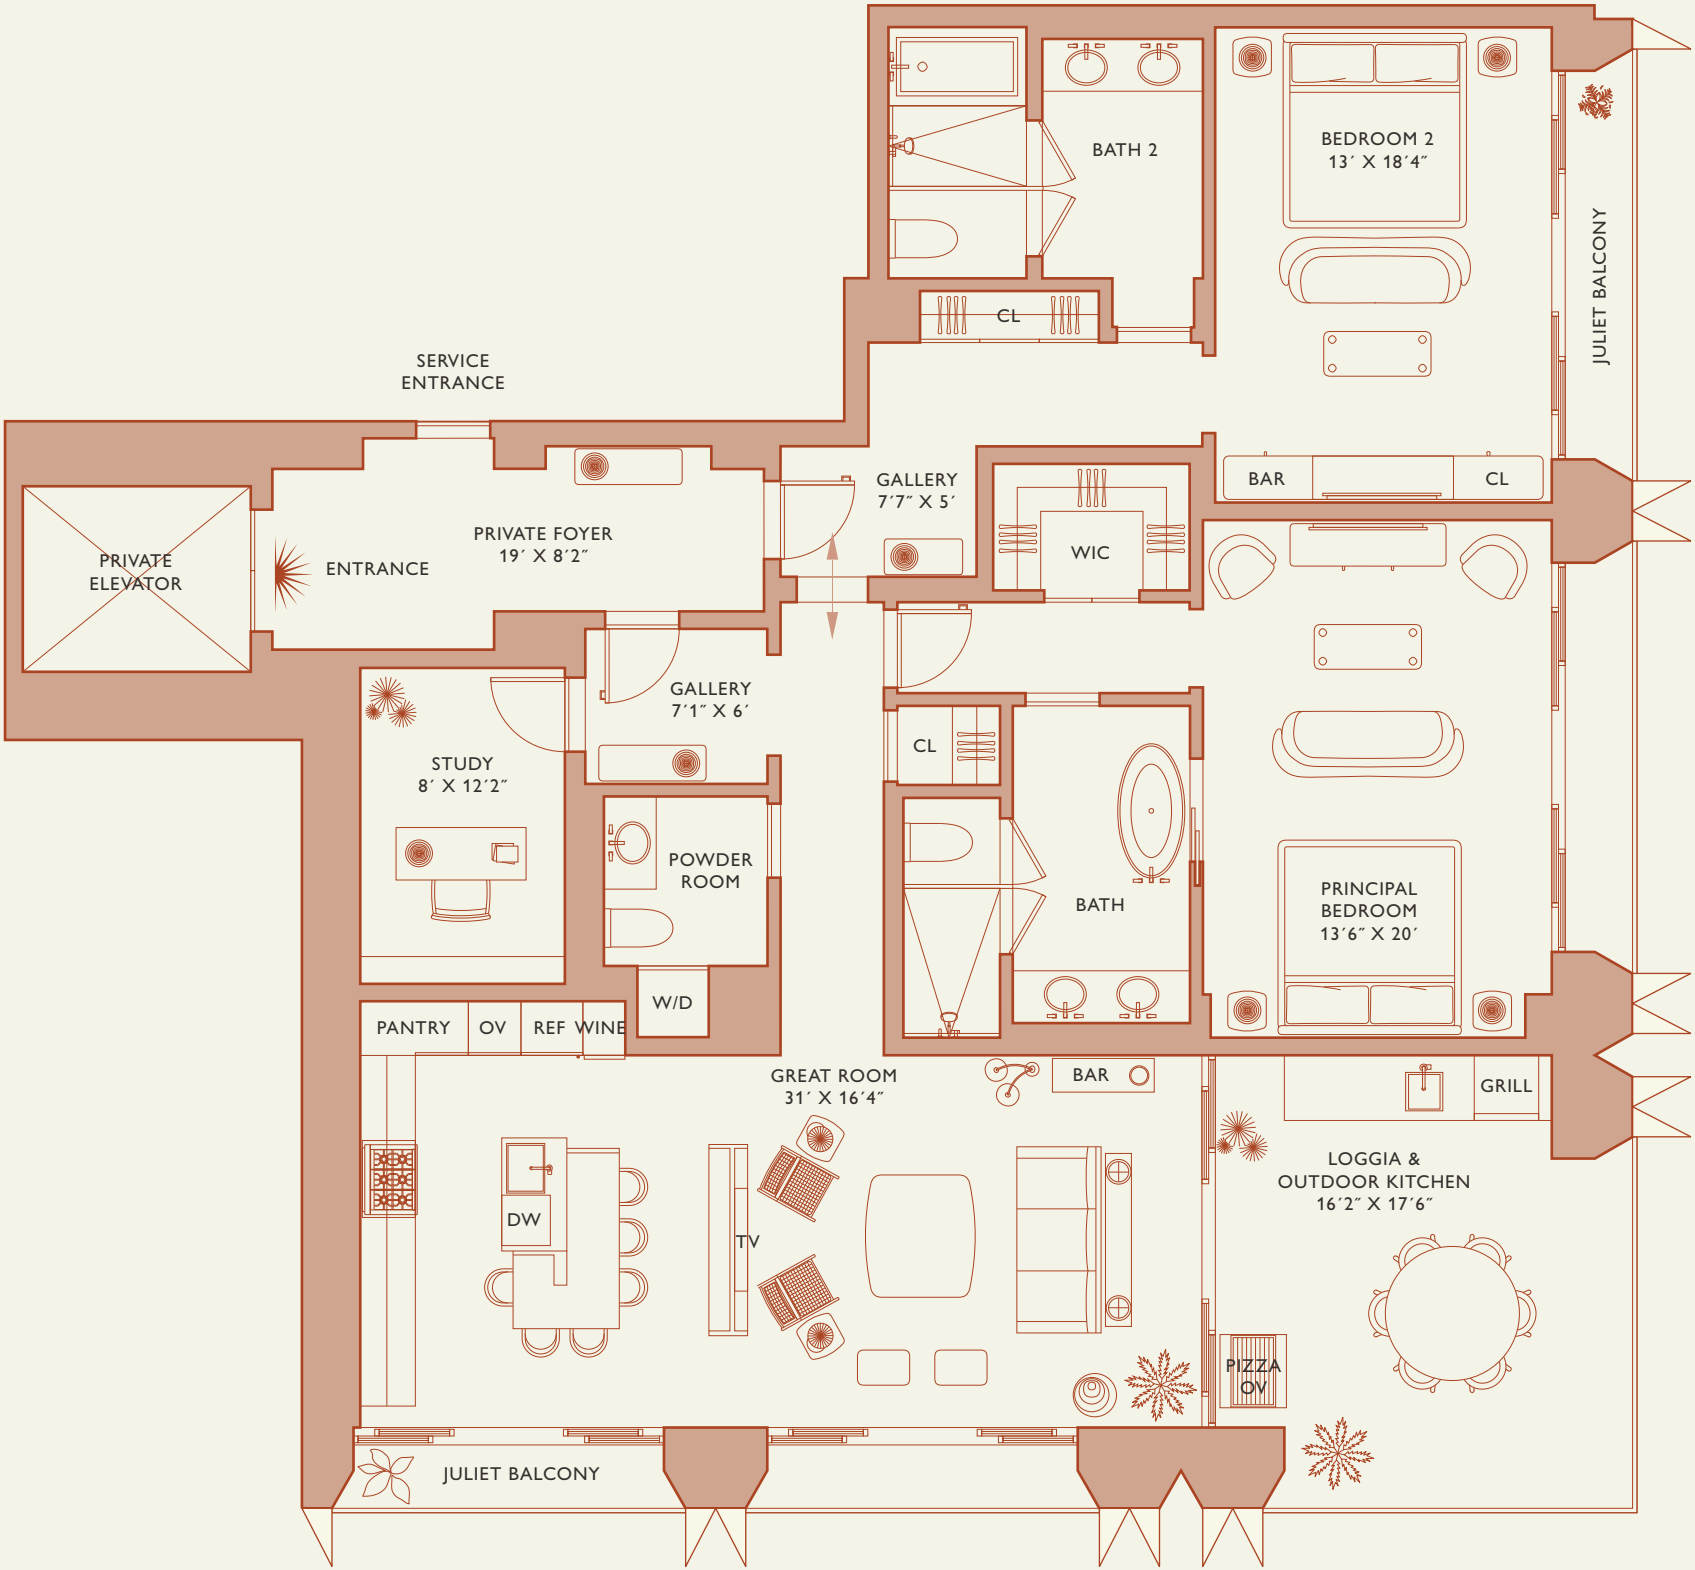 BATH 2
BEDROOM 2
13´ X 18´4˝
JULIET BALCONY
CL
SERVICE
ENTRANCE
GALLERY
7´7˝ X 5´
BAR
CL
PRIVATE FOYER
19´ X 8´2˝
WIC
PRIVATE
ELEVATOR
ENTRANCE
GALLERY
7´1˝ X 6´
CL
STUDY
8´ X 12´2˝
POWDER
ROOM
BATH
PRINCIPAL
BEDROOM
13´6˝ X 20´
W/D
PANTRY
OV
REF
WINE
GREAT ROOM
31´ X 16´4˝
BAR
GRILL
LOGGIA &
OUTDOOR KITCHEN
16´2˝ X 17´6˝
DW
TV
PIZZA
OV
JULIET BALCONY